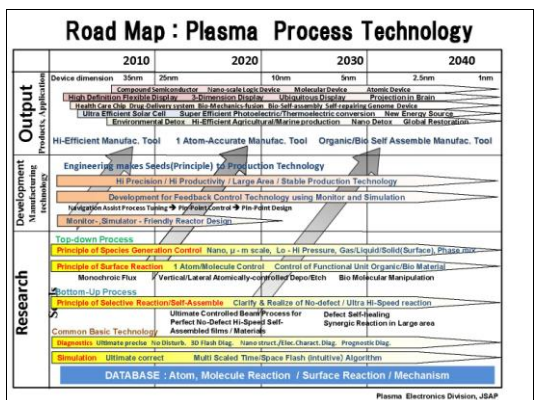 Road Map : Plasma Process Technology
2010 2020 2030 2040
Output
Products, Application
Device dimension 35nm 25nm 10nm 5nm 2.5nm 1nm
Compound Semiconductor Nano-scale Logic Device Molecular Device Atomic Device
High Definition Flexible Display 3-Dimension Display Ubiquitous Display Projection in Brain
Health Care Chip Drug-Delivery system Bio-Mechanics-fusion Bio-Self-assembly Self-repairing Genome Device
Ultra Efficient Solar Cell Super Efficient Photoelectric/Thermoelectric conversion New Energy Source
Environmental Detox Hi-Efficient Agricultural/Marine production Nano Detox Global Restoration
Hi-Efficient Manufac. Tool 1 Atom-Accurate Manufac. Tool Organic/Bio Self Assemble Manufac. Tool
Development
Manufacturing technology
Engineering makes Seeds(Principle) to Production Technology
Hi Precision / Hi Productivity / Large Area / Stable Production Technology
Development for Feedback Control Technology using Monitor and Simulation
Navigation Assist Process Tuning ➔ Pin-Point Control ➔ Pin-Point Design
Monitor-,Simulator - Friendly Reactor Design
Research
Seeds
Top-down Process
Principle of Species Generation Control Nano, μ - m scale, Lo - Hi Pressure, Gas/Liquid/Solid(Surface), Phase mix
Principle of Surface Reaction 1 Atom/Molecule Control Control of Functional Unit Organic/Bio Material
Monochroic Flux Vertical/Lateral Atomically-controlled Depo/Etch Bio Molecular Manipulation
Bottom-Up Process
Principle of Selective Reaction/Self-Assemble Clarify & Realize of No-defect / Ultra Hi-Speed reaction
Ultimate Controlled Beam Process for Perfect No-Defect Hi-Speed Self-Assembled films / Materials
Defect Self-healing
Synergic Reaction in Large area
Common Basic Technology
Diagnostics Ultimate precise No Disturb. 3D Flash Diag. Nano struct./Elec.Charact. Diag. Prognostic Diag.
Simulation Ultimate correct Multi Scaled Time/Space Flash (intuitive) Algorithm
DATABASE : Atom, Molecule Reaction / Surface Reaction / Mechanism
Plasma Electronics Division, JSAP